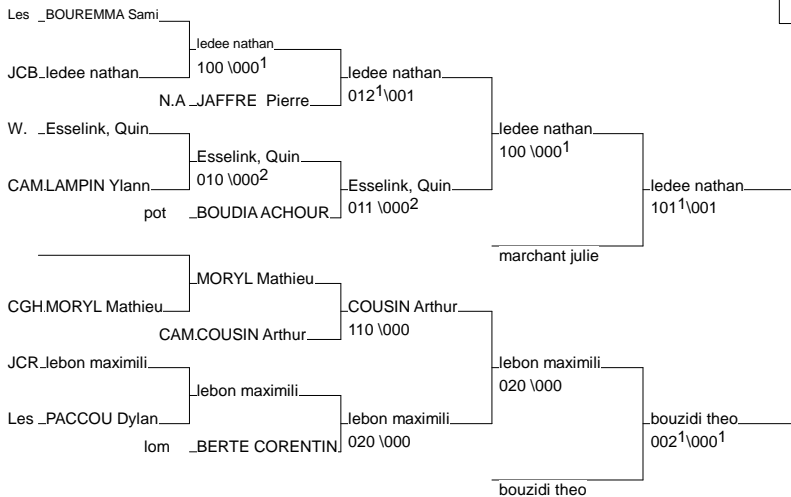 Les BOUREMMA Sami
ledee nathan
100 \000¹
JCB ledee nathan
ledee nathan
012¹\001
N.A JAFFRE Pierre
W. Esselink, Quin
ledee nathan
100 \000¹
Esselink, Quin
010 \000²
CAM. LAMPIN Ylann
Esselink, Quin
011 \000²
ledee nathan
101¹\001
pot BOUDIA ACHOUR
marchant julie
MORYL Mathieu
CGH MORYL Mathieu
COUSIN Arthur
110 \000
CAM. COUSIN Arthur
JCR lebon maximili
lebon maximili
020 \000
lebon maximili
Les PACCOU Dylan
lebon maximili
020 \000
bouzidi theo
002¹\000¹
lom BERTE CORENTIN
bouzidi theo